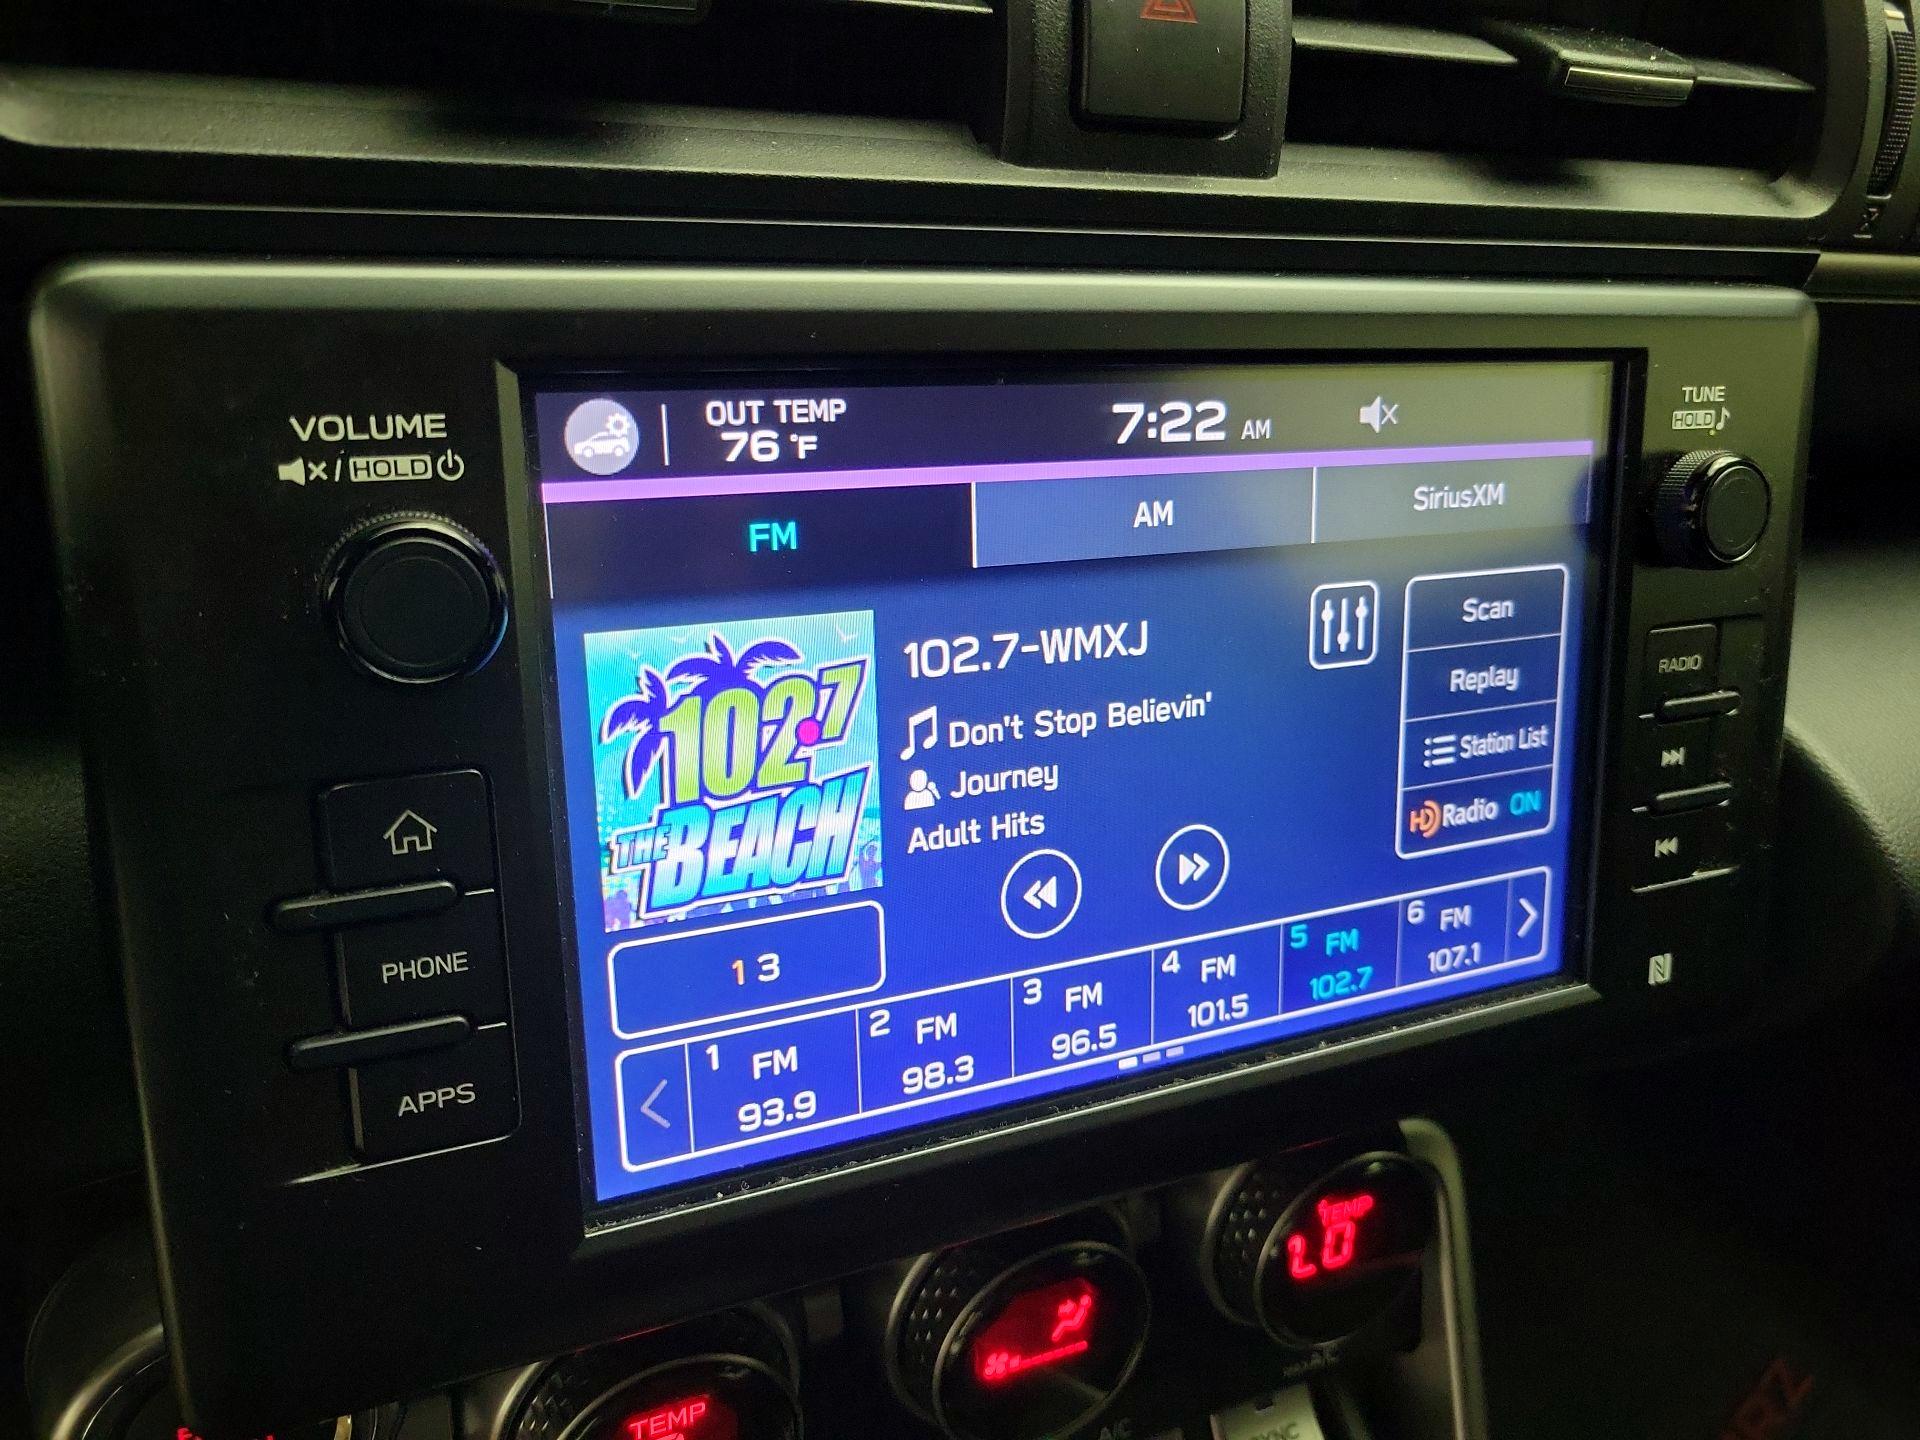 VOLUME
/ HOLD
OUT TEMP
76 °F
7:22 AM
TUNE
HOLD
FM
AM
SiriusXM
102.7
THE BEACH
102.7-WMXJ
Don't Stop Believin'
Journey
Adult Hits
Scan
Replay
Station List
HD Radio ON
RADIO
1 3
1 FM 93.9
2 FM 98.3
3 FM 96.5
4 FM 101.5
5 FM 102.7
6 FM 107.1
PHONE
APPS
TEMP
LO
TEMP
A/C